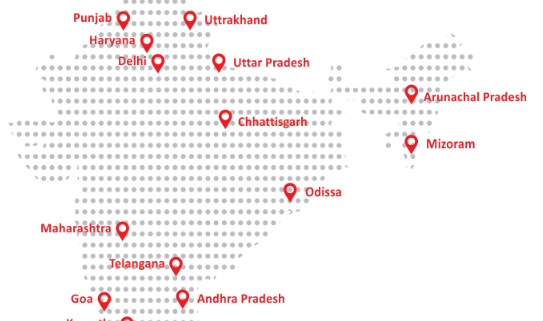 Punjab
Uttrakhand
Haryana
Delhi
Uttar Pradesh
Arunachal Pradesh
Chhattisgarh
Mizoram
Odissa
Maharashtra
Telangana
Goa
Andhra Pradesh